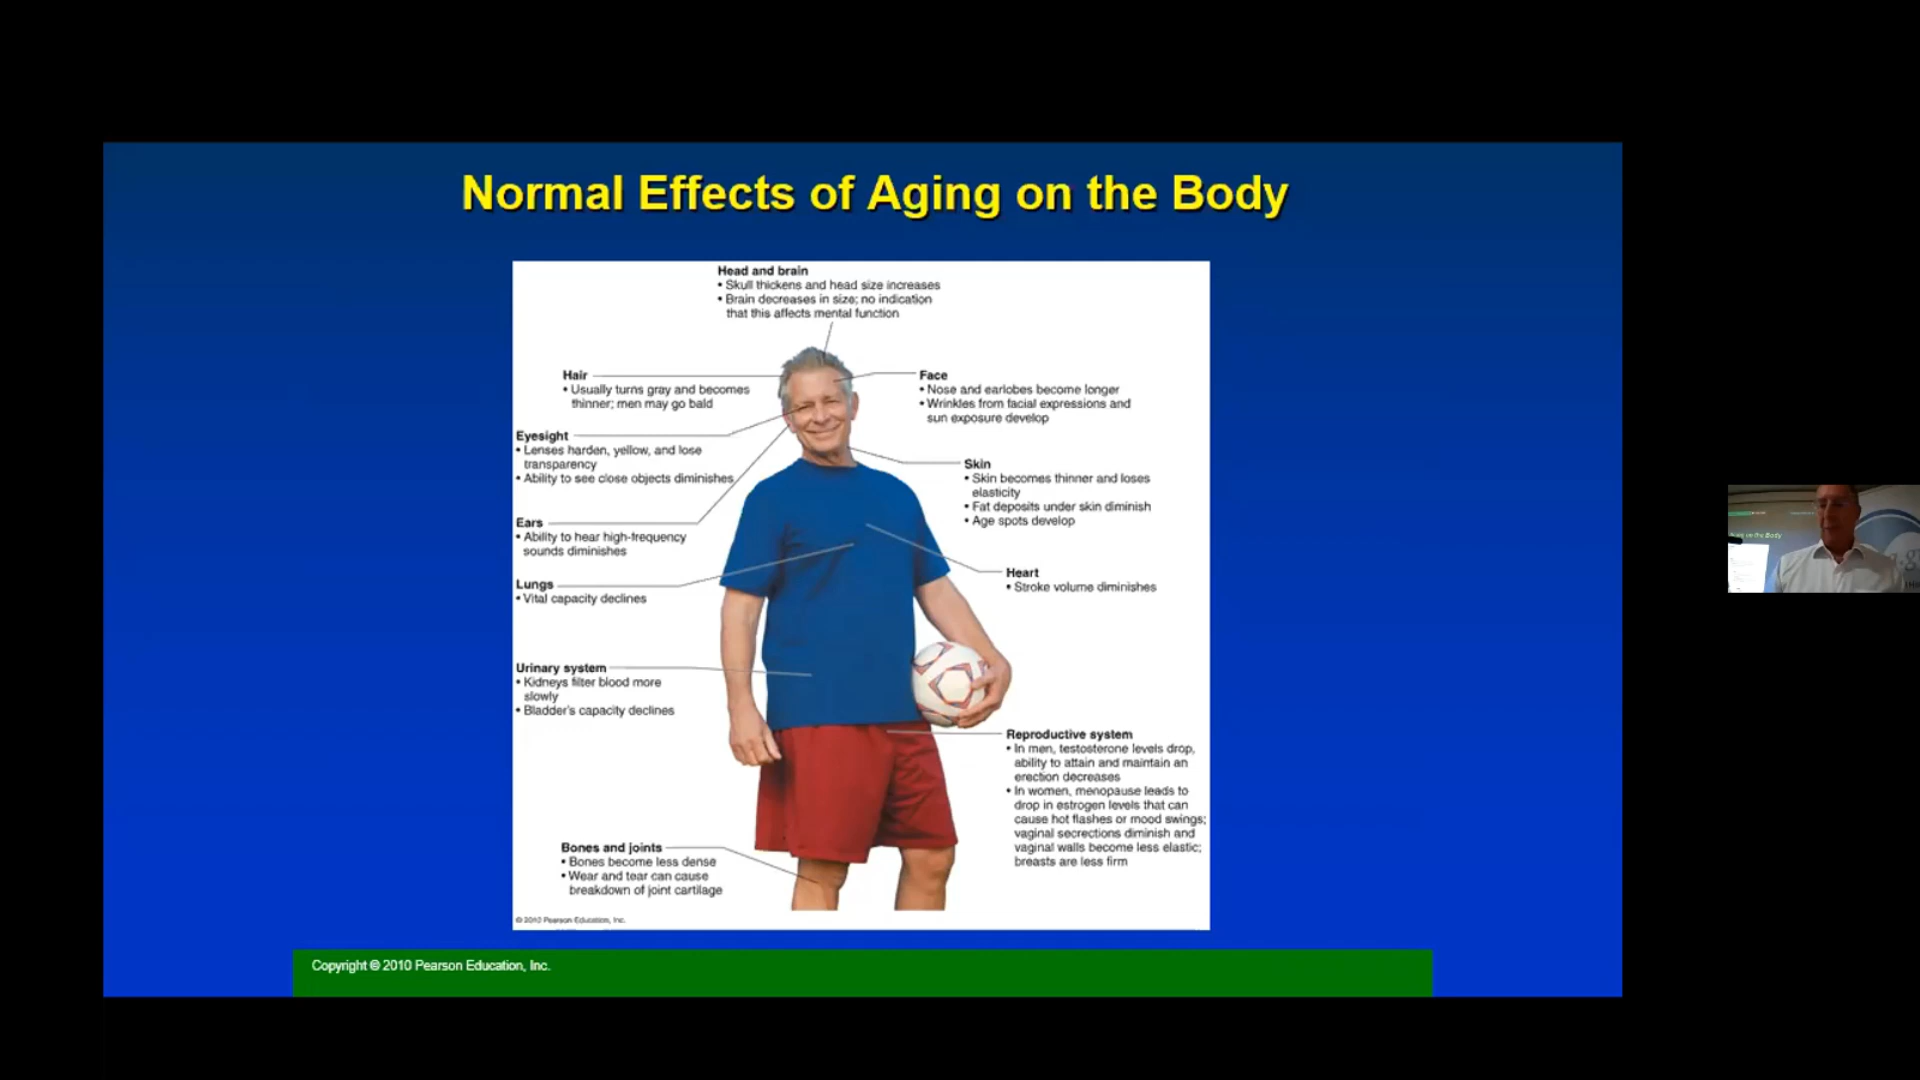 Normal Effects of Aging on the Body
Head and brain
• Skull thickens and head size increases
• Brain decreases in size; no indication
that this affects mental function
Hair
• Usually turns gray and becomes
thinner; men may go bald
Face
• Nose and earlobes become longer
• Wrinkles from facial expressions and
sun exposure develop
Eyesight
• Lenses harden, yellow, and lose
transparency
• Ability to see close objects diminishes
Skin
• Skin becomes thinner and loses
elasticity
• Fat deposits under skin diminish
• Age spots develop
Ears
• Ability to hear high-frequency
sounds diminishes
Lungs
• Vital capacity declines
Heart
• Stroke volume diminishes
Urinary system
• Kidneys filter blood more
slowly
• Bladder's capacity declines
Reproductive system
• In men, testosterone levels drop,
ability to attain and maintain an
erection decreases
• In women, menopause leads to
drop in estrogen levels that can
cause hot flashes or mood swings;
vaginal secretions diminish and
vaginal walls become less elastic;
breasts are less firm
Bones and joints
• Bones become less dense
• Wear and tear can cause
breakdown of joint cartilage
© 2010 Pearson Education, Inc.
Copyright © 2010 Pearson Education, Inc.
on the Body